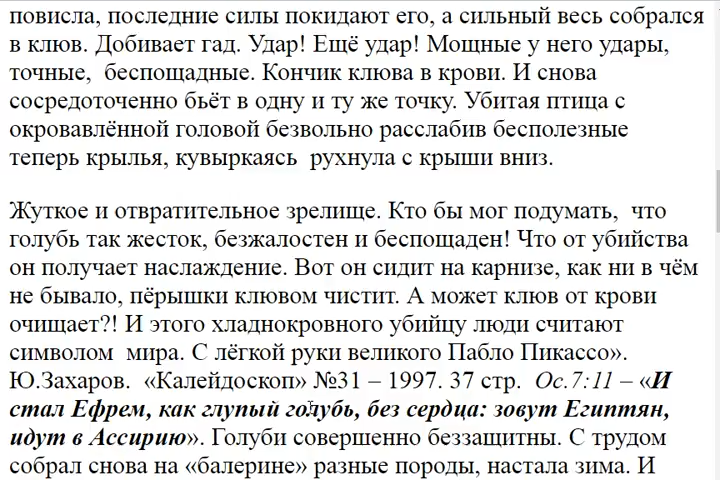 повисла, последние силы покидают его, а сильный весь собрался
в клюв. Добивает гад. Удар! Ещё удар! Мощные у него удары,
точные,  беспощадные. Кончик клюва в крови. И снова
сосредоточенно бьёт в одну и ту же точку. Убитая птица с
окровавлённой головой безвольно расслабив бесполезные
теперь крылья, кувыркаясь  рухнула с крыши вниз.

Жуткое и отвратительное зрелище. Кто бы мог подумать,  что
голубь так жесток, безжалостен и беспощаден! Что от убийства
он получает наслаждение. Вот он сидит на карнизе, как ни в чём
не бывало, пёрышки клювом чистит. А может клюв от крови
очищает?! И этого хладнокровного убийцу люди считают
символом  мира. С лёгкой руки великого Пабло Пикассо».
Ю.Захаров.  «Калейдоскоп» №31 – 1997. 37 стр.  Ос.7:11 – «И
стал Ефрем, как глупый голубь, без сердца: зовут Египтян,
идут в Ассирию». Голуби совершенно беззащитны. С трудом
собрал снова на «балерине» разные породы, настала зима. И